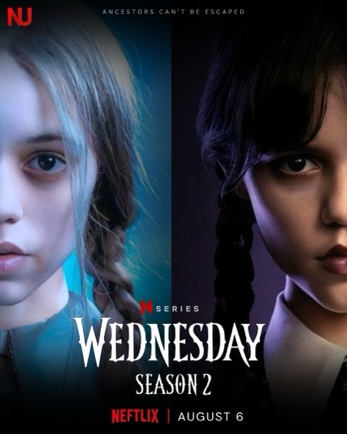 NU
ANCESTORS CAN'T BE ESCAPED
N SERIES
WEDNESDAY
SEASON 2
NETFLIX | AUGUST 6